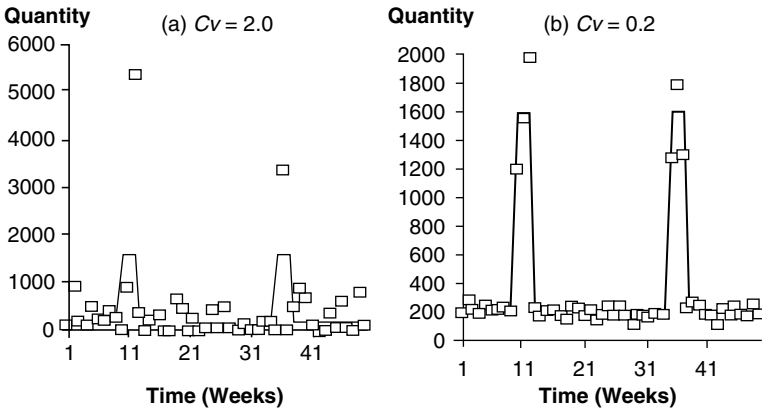 Quantity
(a) Cv = 2.0
6000
5000
4000
3000
2000
1000
0
1 11 21 31 41
Time (Weeks)
Quantity
(b) Cv = 0.2
2000
1800
1600
1400
1200
1000
800
600
400
200
0
1 11 21 31 41
Time (Weeks)